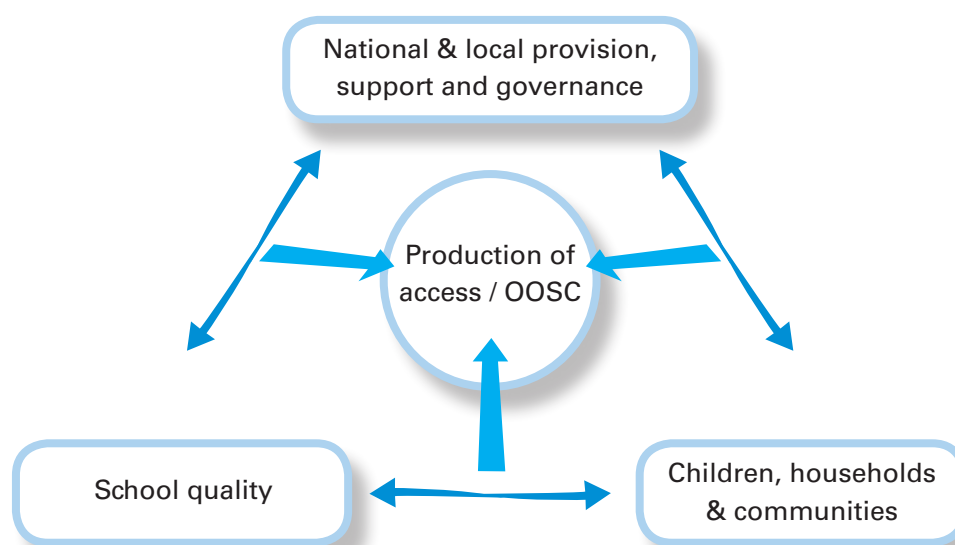 National & local provision,
support and governance
Production of
access / OOSC
School quality
Children, households
& communities